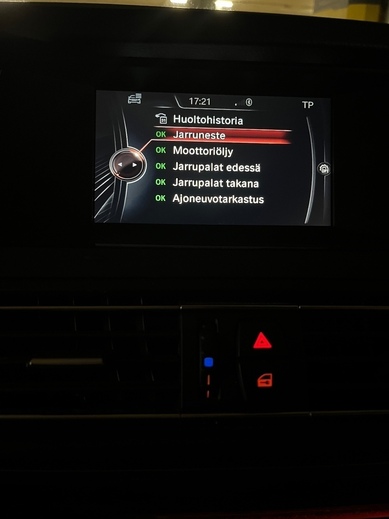 17:21
TP
Huoltohistoria
OK Jarruneste
OK Moottoriöljy
OK Jarrupalat edessä
OK Jarrupalat takana
OK Ajoneuvotarkastus